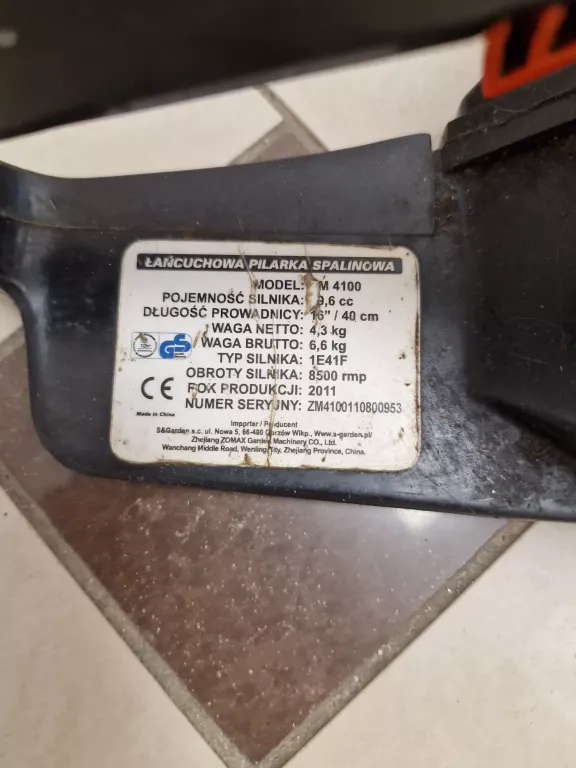 ŁAŃCUCHOWA PILARKA SPALINOWA
MODEL: M 4100
POJEMNOŚĆ SILNIKA: 9,6 cc
DŁUGOŚĆ PROWADNICY: 16" / 40 cm
WAGA NETTO: 4,3 kg
WAGA BRUTTO: 6,6 kg
TYP SILNIKA: 1E41F
OBROTY SILNIKA: 8500 rmp
ROK PRODUKCJI: 2011
NUMER SERYJNY: ZM4100110800953
GS
CE
Made in China
Importer / Producent
S&Garden s.c. ul. Nowa 5, 66-400 Gorzów Wlkp., www.s-garden.pl/
Zhejiang ZOMAX Garden Machinery CO., Ltd.
Wanchang Middle Road, Wenling City, Zhejiang Province, China.